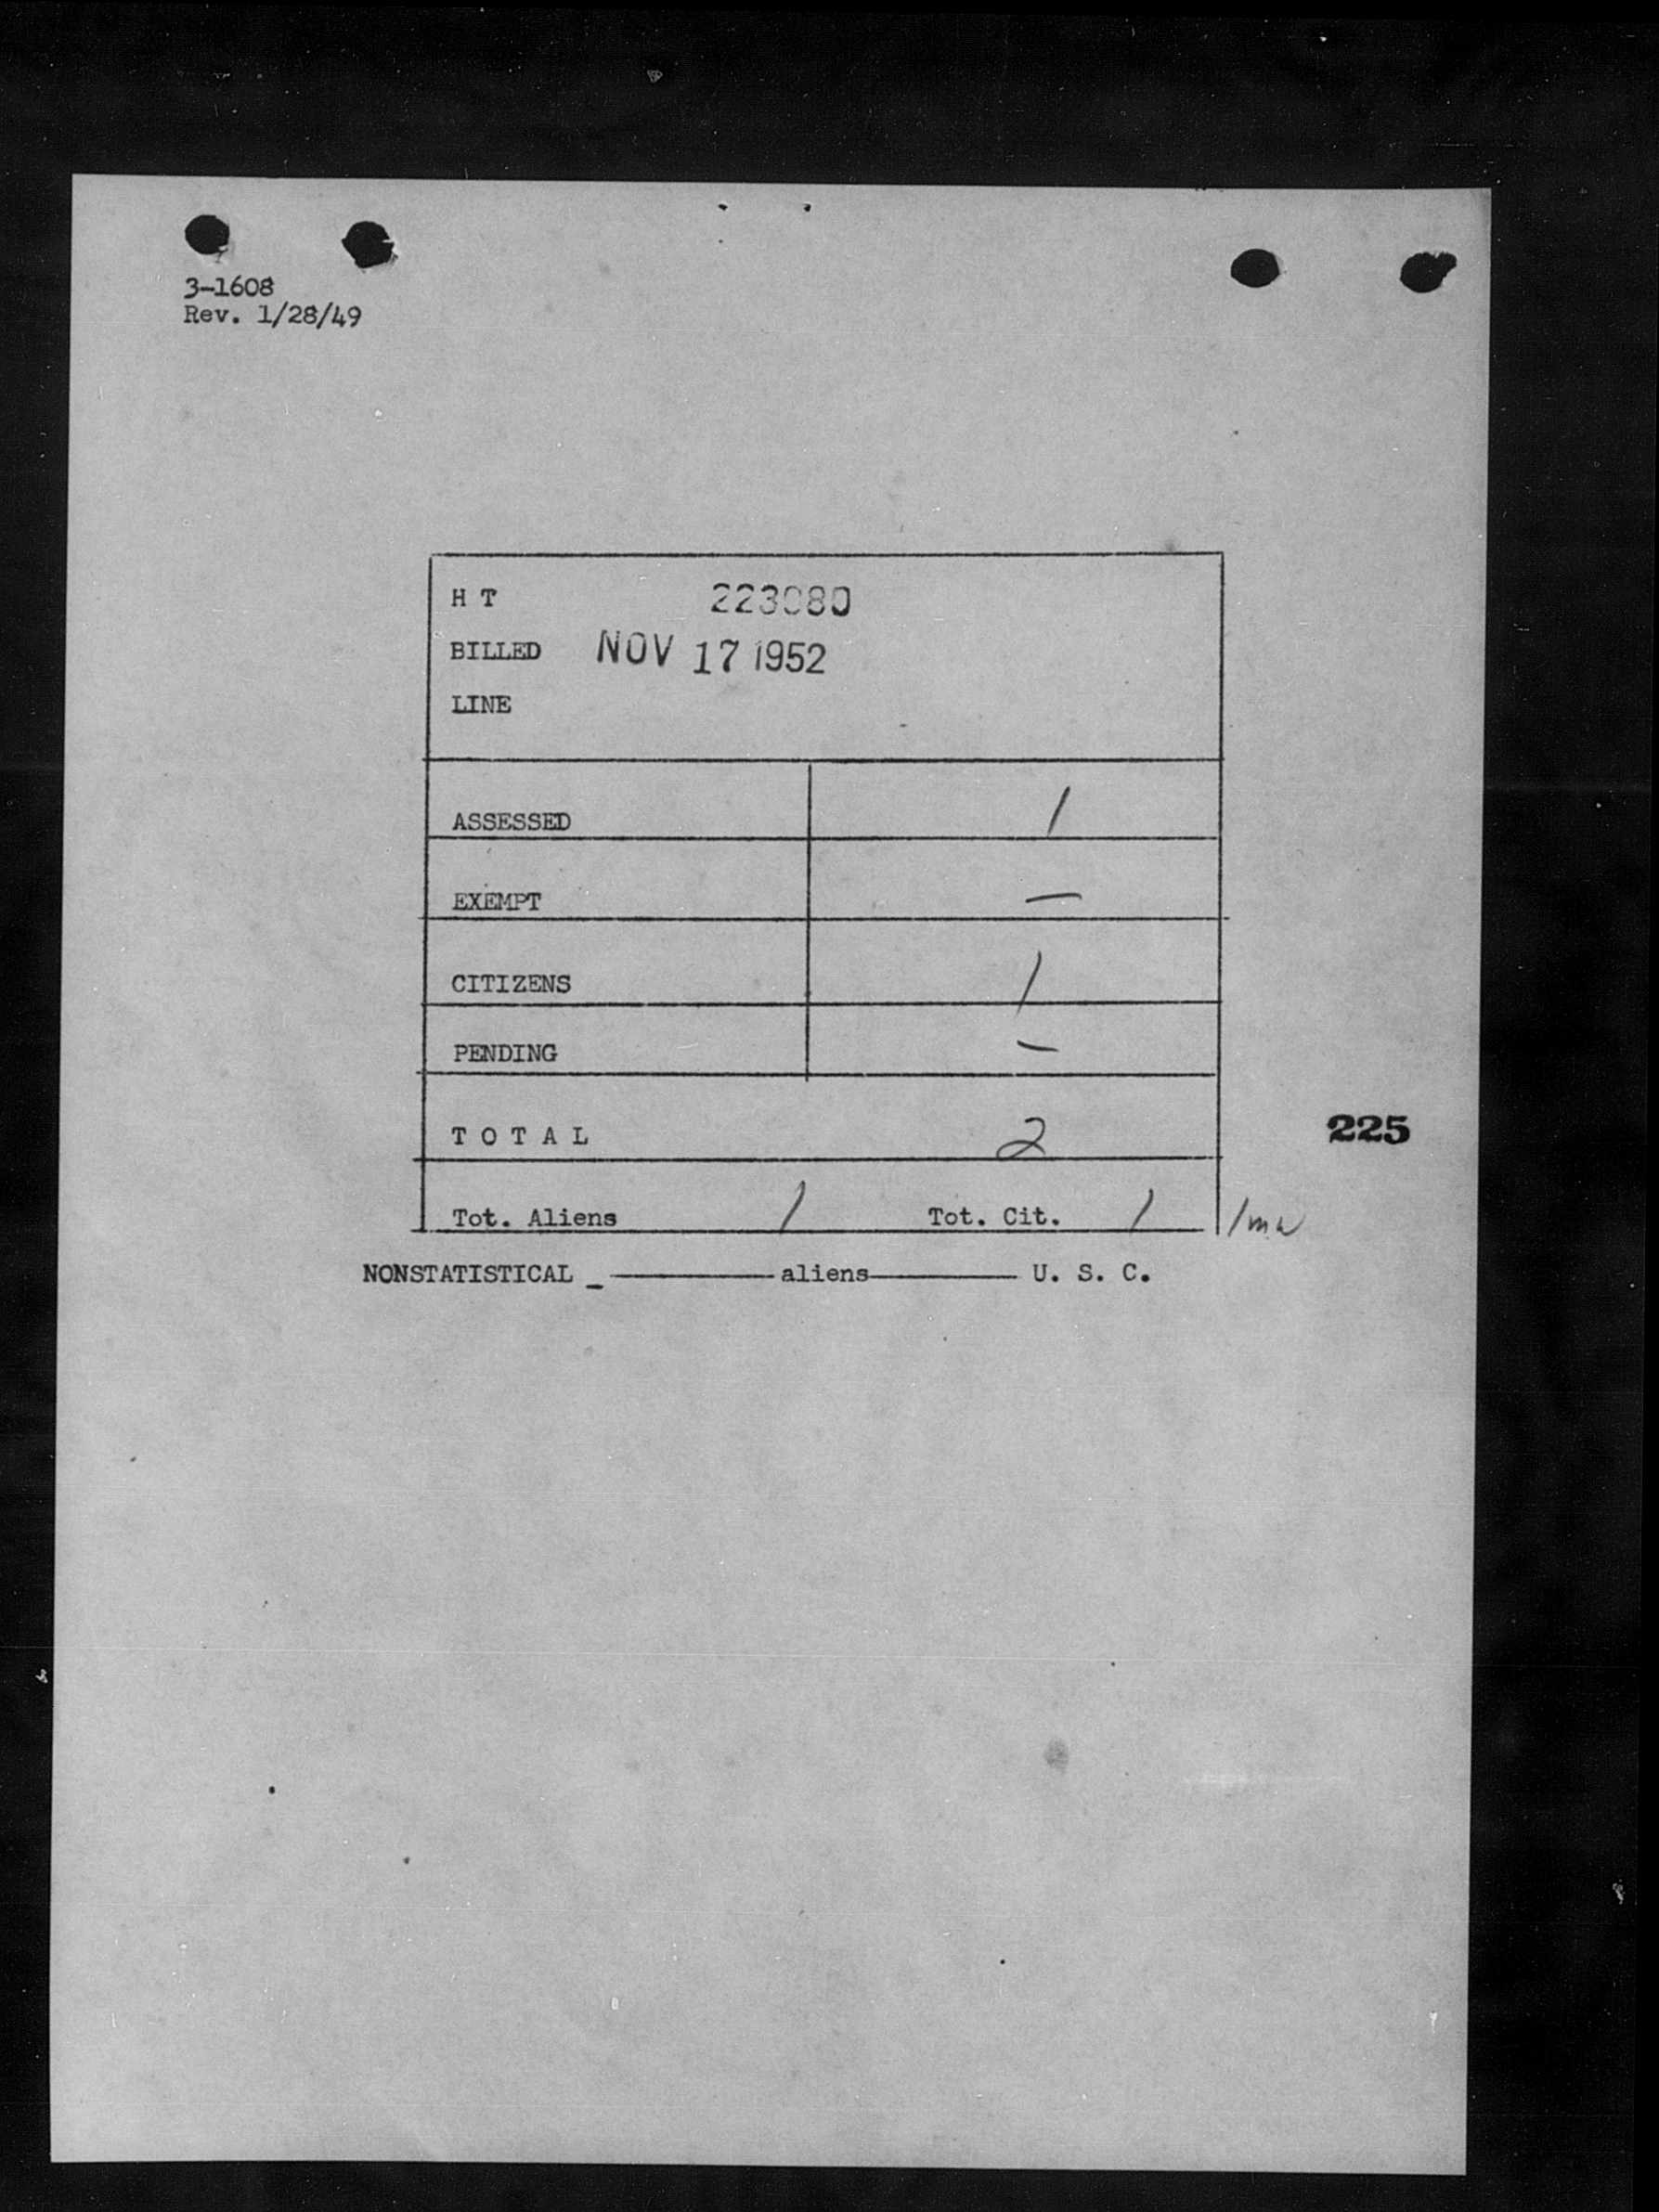 3-1608
Rev. 1/28/49
H T 223080
BILLED NOV 17 1952
LINE
ASSESSED 1
EXEMPT —
CITIZENS 1
PENDING —
T O T A L 2
225
Tot. Aliens 1 Tot. Cit. 1
NONSTATISTICAL _ ———— aliens ———— U. S. C.